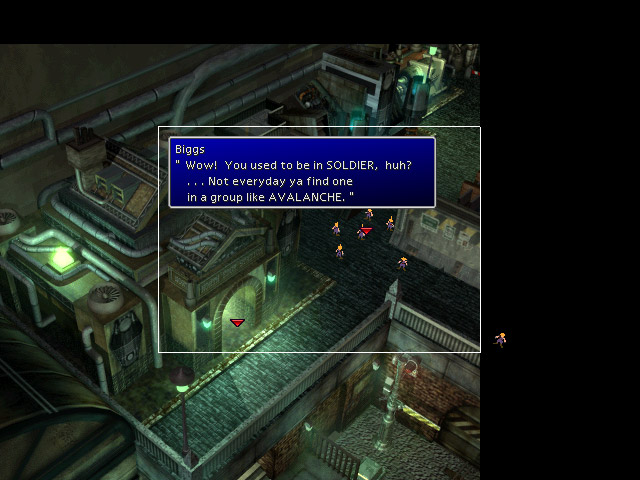 Biggs
" Wow! You used to be in SOLDIER, huh?
. . . Not everyday ya find one
in a group like AVALANCHE. "